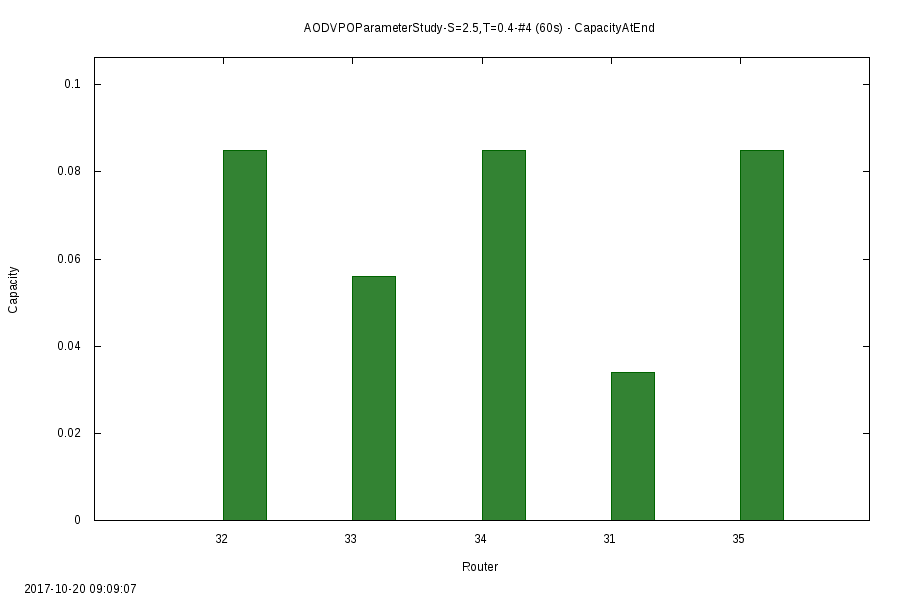 AODVPOParameterStudy-S=2.5,T=0.4-#4 (60s) - CapacityAtEnd
0.1
0.08
0.06
0.04
0.02
0
Capacity
32 33 34 31 35
Router
2017-10-20 09:09:07